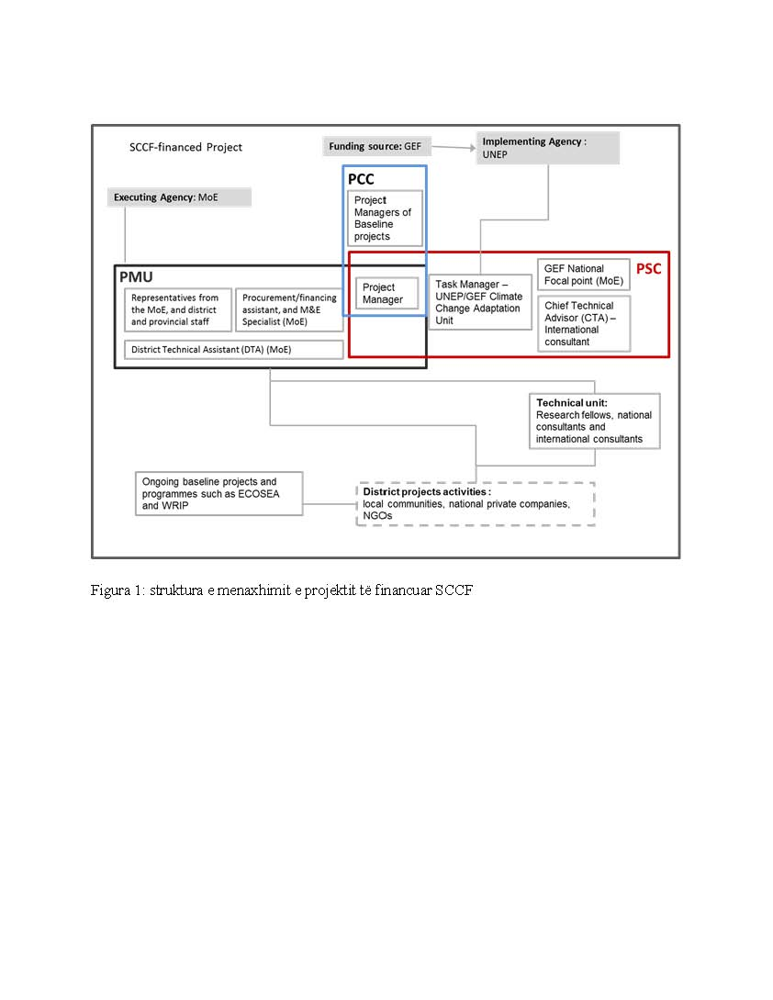 SCCF-financed Project
Funding source: GEF
Implementing Agency :
UNEP
Executing Agency: MoE
PCC
Project
Managers of
Baseline
projects
PMU
Representatives from
the MoE, and district
and provincial staff
Procurement/financing
assistant, and M&E
Specialist (MoE)
District Technical Assistant (DTA) (MoE)
Project
Manager
Task Manager –
UNEP/GEF Climate
Change Adaptation
Unit
GEF National
Focal point (MoE)
PSC
Chief Technical
Advisor (CTA) –
International
consultant
Technical unit:
Research fellows, national
consultants and
international consultants
Ongoing baseline projects and
programmes such as ECOSEA
and WRIP
District projects activities :
local communities, national private companies,
NGOs
Figura 1: struktura e menaxhimit e projektit të financuar SCCF